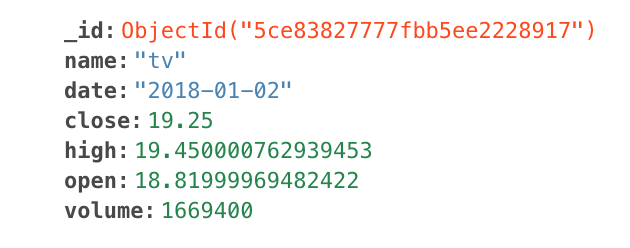 _id: ObjectId("5ce83827777fbb5ee2228917")
name: "tv"
date: "2018-01-02"
close: 19.25
high: 19.450000762939453
open: 18.81999969482422
volume: 1669400